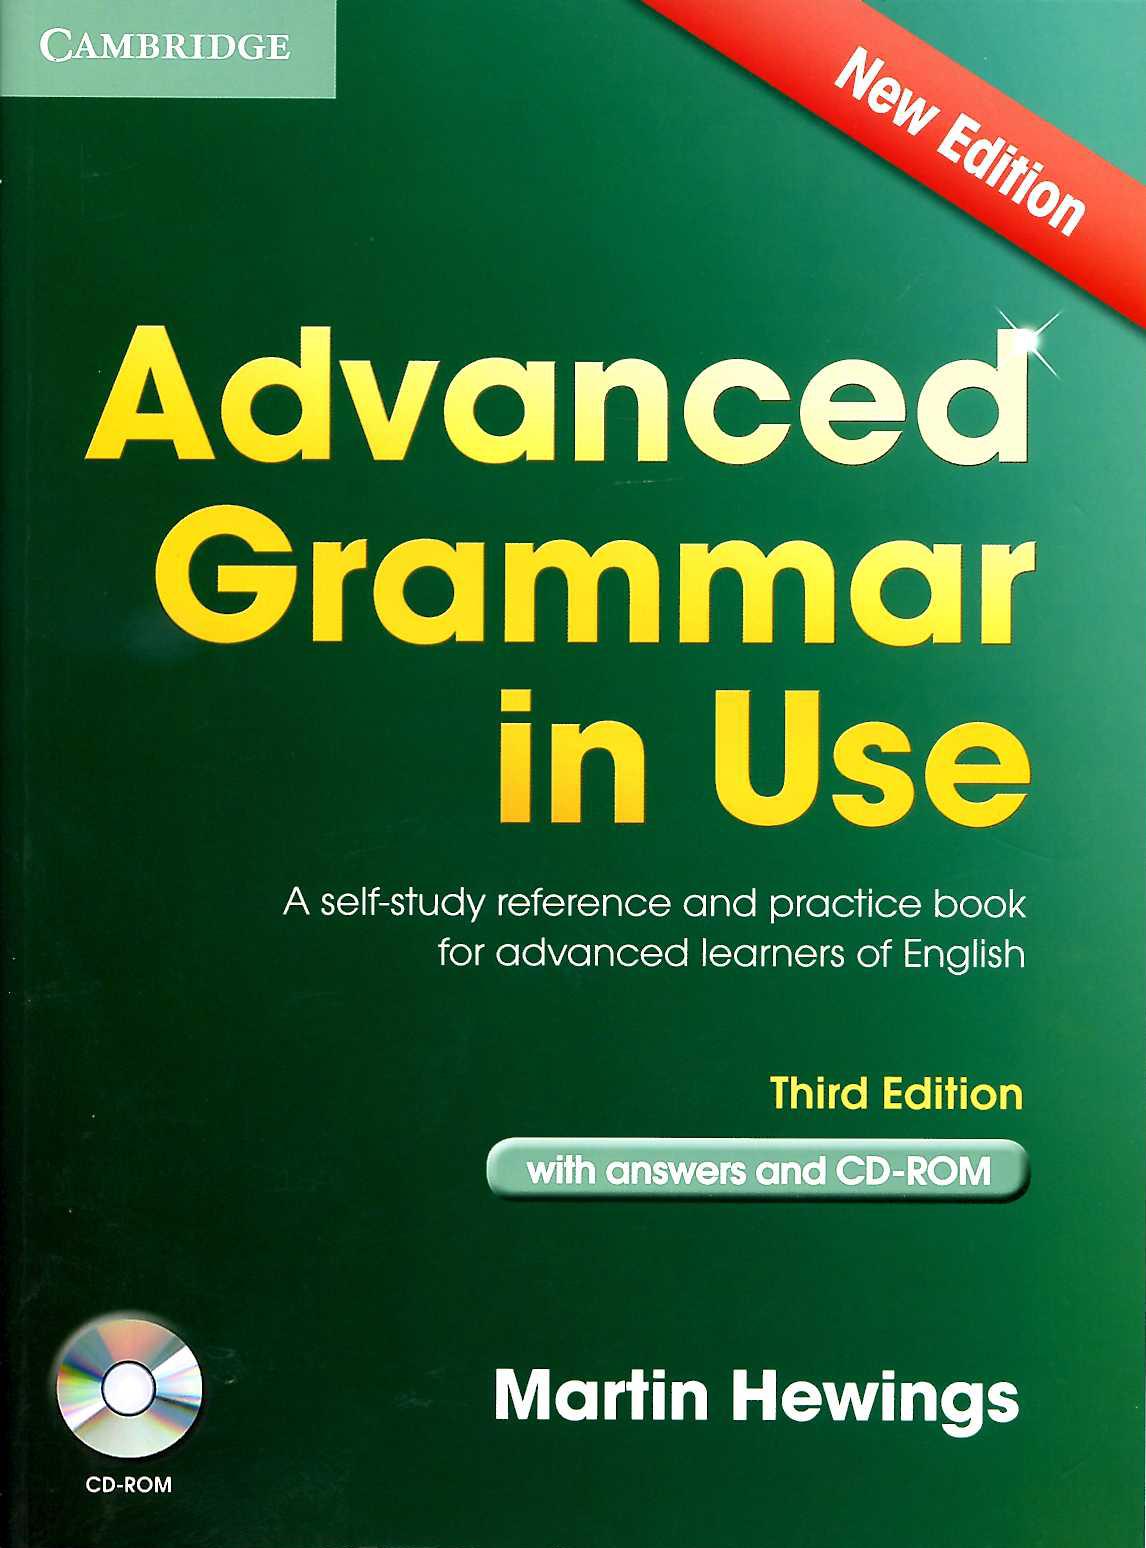 CAMBRIDGE
New Edition
Advanced
Grammar
in Use
A self-study reference and practice book
for advanced learners of English
Third Edition
with answers and CD-ROM
Martin Hewings
CD-ROM